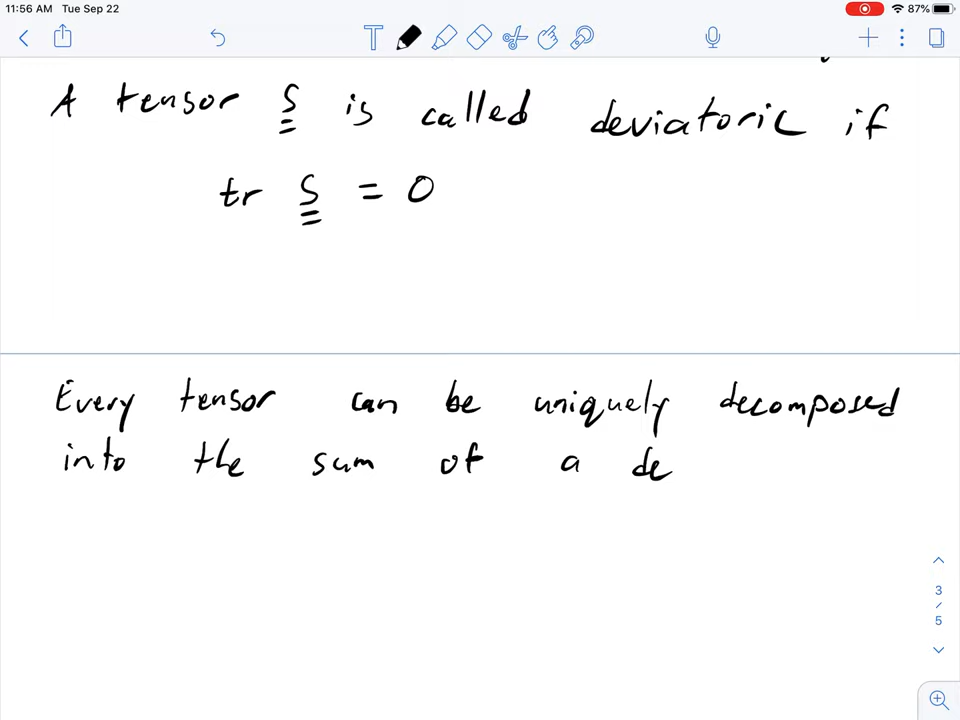 11:56 AM Tue Sep 22
87%
T
A tensor S is called deviatoric if
tr S = 0
Every tensor can be uniquely decomposed
into the sum of a de
3
/
5